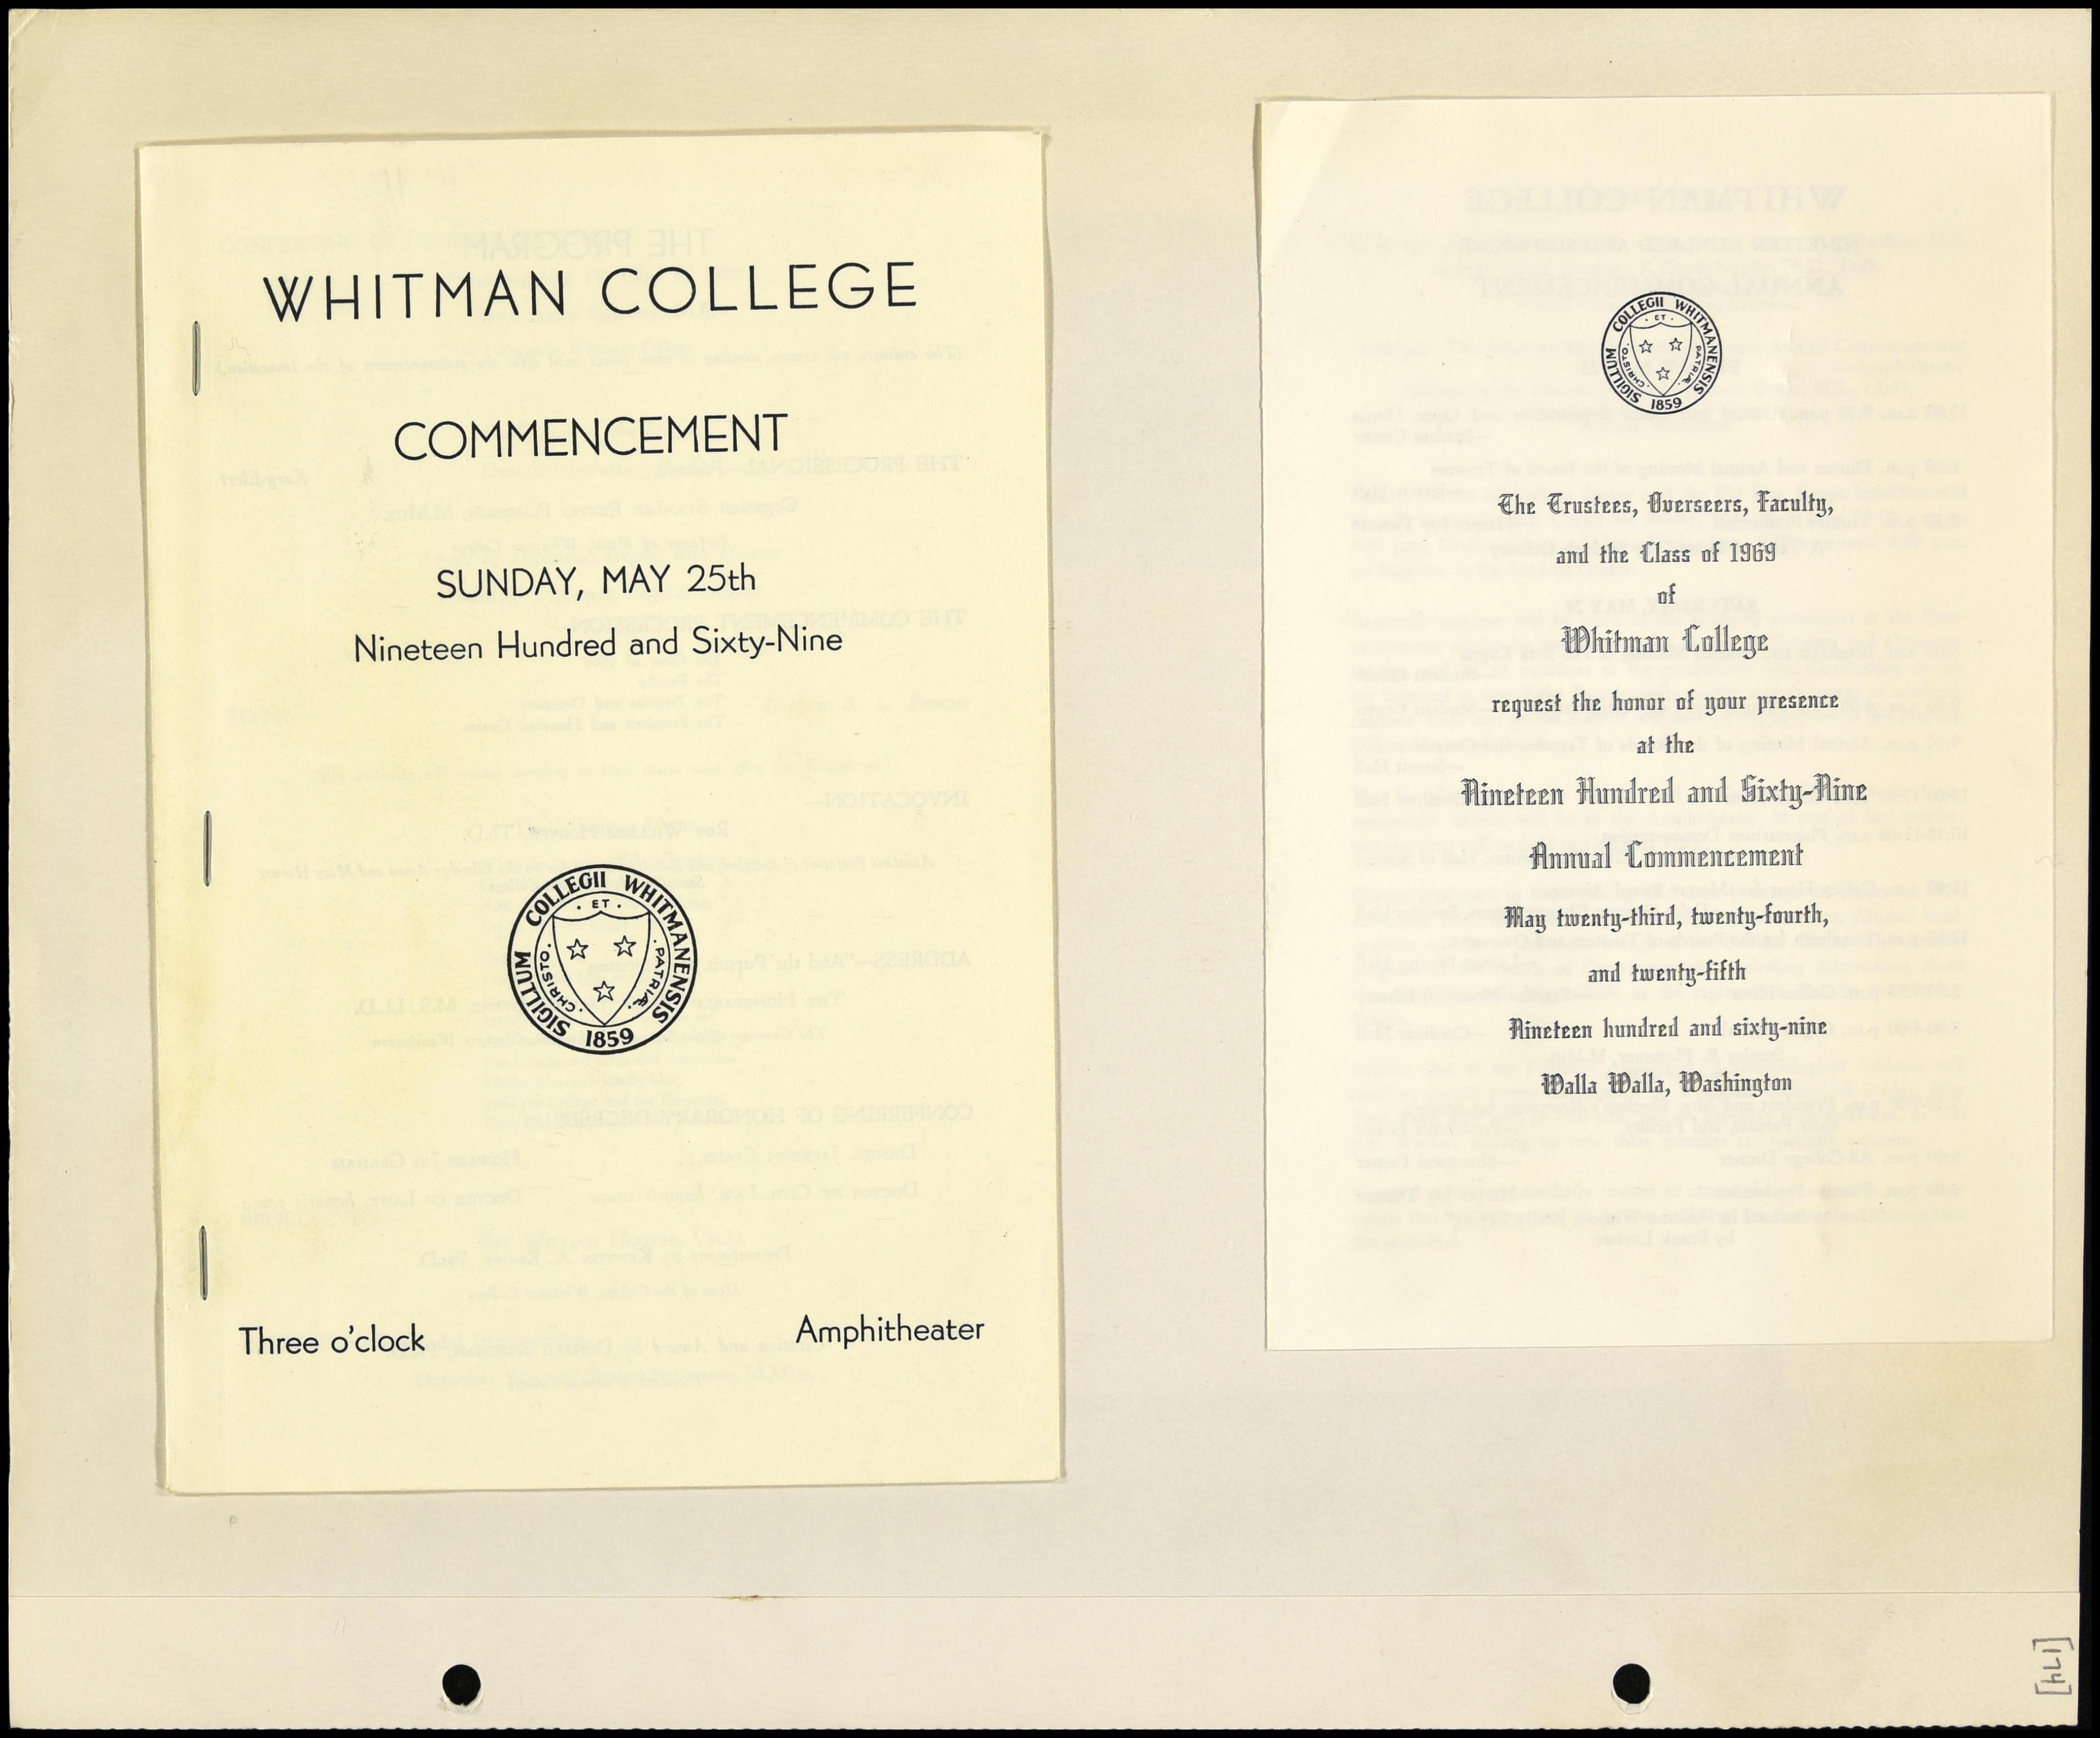 WHITMAN COLLEGE
COMMENCEMENT
SUNDAY, MAY 25th
Nineteen Hundred and Sixty-Nine
SIGILLUM COLLEGII WHITMANENSIS
· ET ·
CHRISTO· ·PATRIÆ·
1859
Three o'clock Amphitheater
SIGILLUM COLLEGII WHITMANENSIS
· ET ·
CHRISTO· ·PATRIÆ·
1859
The Trustees, Overseers, Faculty,
and the Class of 1969
of
Whitman College
request the honor of your presence
at the
Nineteen Hundred and Sixty-Nine
Annual Commencement
May twenty-third, twenty-fourth,
and twenty-fifth
Nineteen hundred and sixty-nine
Walla Walla, Washington
[174]